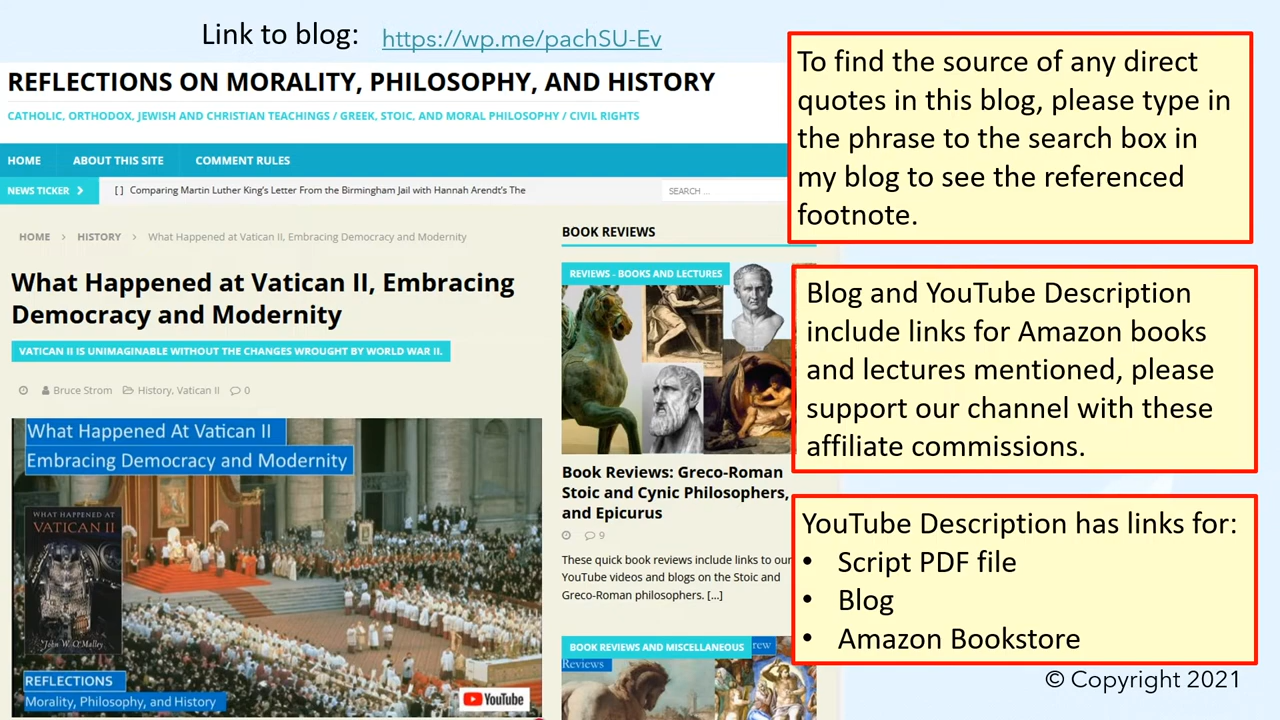 Link to blog: https://wp.me/pachSU-Ev
REFLECTIONS ON MORALITY, PHILOSOPHY, AND HISTORY
CATHOLIC, ORTHODOX, JEWISH AND CHRISTIAN TEACHINGS / GREEK, STOIC, AND MORAL PHILOSOPHY / CIVIL RIGHTS
HOME ABOUT THIS SITE COMMENT RULES
NEWS TICKER [ ] Comparing Martin Luther King's Letter From the Birmingham Jail with Hannah Arendt's The
SEARCH ...
HOME > HISTORY > What Happened at Vatican II, Embracing Democracy and Modernity
What Happened at Vatican II, Embracing
Democracy and Modernity
VATICAN II IS UNIMAGINABLE WITHOUT THE CHANGES WROUGHT BY WORLD WAR II.
Bruce Strom History, Vatican II 0
What Happened At Vatican II
Embracing Democracy and Modernity
WHAT HAPPENED AT
VATICAN II
John W. O'Malley
REFLECTIONS
Morality, Philosophy, and History
YouTube
BOOK REVIEWS
REVIEWS - BOOKS AND LECTURES
Book Reviews: Greco-Roman
Stoic and Cynic Philosophers,
and Epicurus
9
These quick book reviews include links to our
YouTube videos and blogs on the Stoic and
Greco-Roman philosophers. [...]
BOOK REVIEWS AND MISCELLANEOUS
Reviews
To find the source of any direct
quotes in this blog, please type in
the phrase to the search box in
my blog to see the referenced
footnote.
Blog and YouTube Description
include links for Amazon books
and lectures mentioned, please
support our channel with these
affiliate commissions.
YouTube Description has links for:
• Script PDF file
• Blog
• Amazon Bookstore
© Copyright 2021